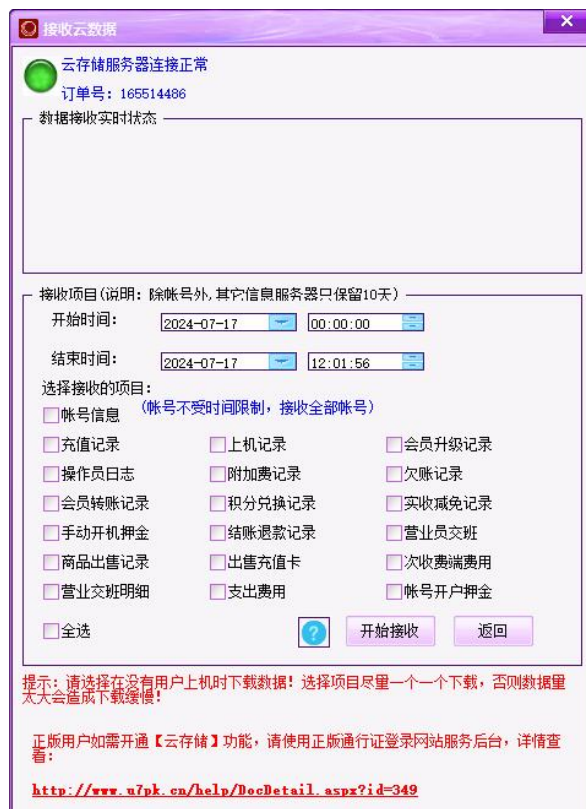 接收云数据
云存储服务器连接正常
订单号：165514486
数据接收实时状态
接收项目(说明：除帐号外,其它信息服务器只保留10天)
开始时间： 2024-07-17 00:00:00
结束时间： 2024-07-17 12:01:56
选择接收的项目：
帐号信息 (帐号不受时间限制，接收全部帐号)
充值记录 上机记录 会员升级记录
操作员日志 附加费记录 欠账记录
会员转账记录 积分兑换记录 实收减免记录
手动开机押金 结账退款记录 营业员交班
商品出售记录 出售充值卡 次收费端费用
营业交班明细 支出费用 帐号开户押金
全选 ? 开始接收 返回
提示：请选择在没有用户上机时下载数据！选择项目尽量一个一个下载，否则数据量
太大会造成下载缓慢！
正版用户如需开通【云存储】功能，请使用正版通行证登录网站服务后台，详情查
看：
http://www.u7pk.cn/help/DocDetail.aspx?id=349